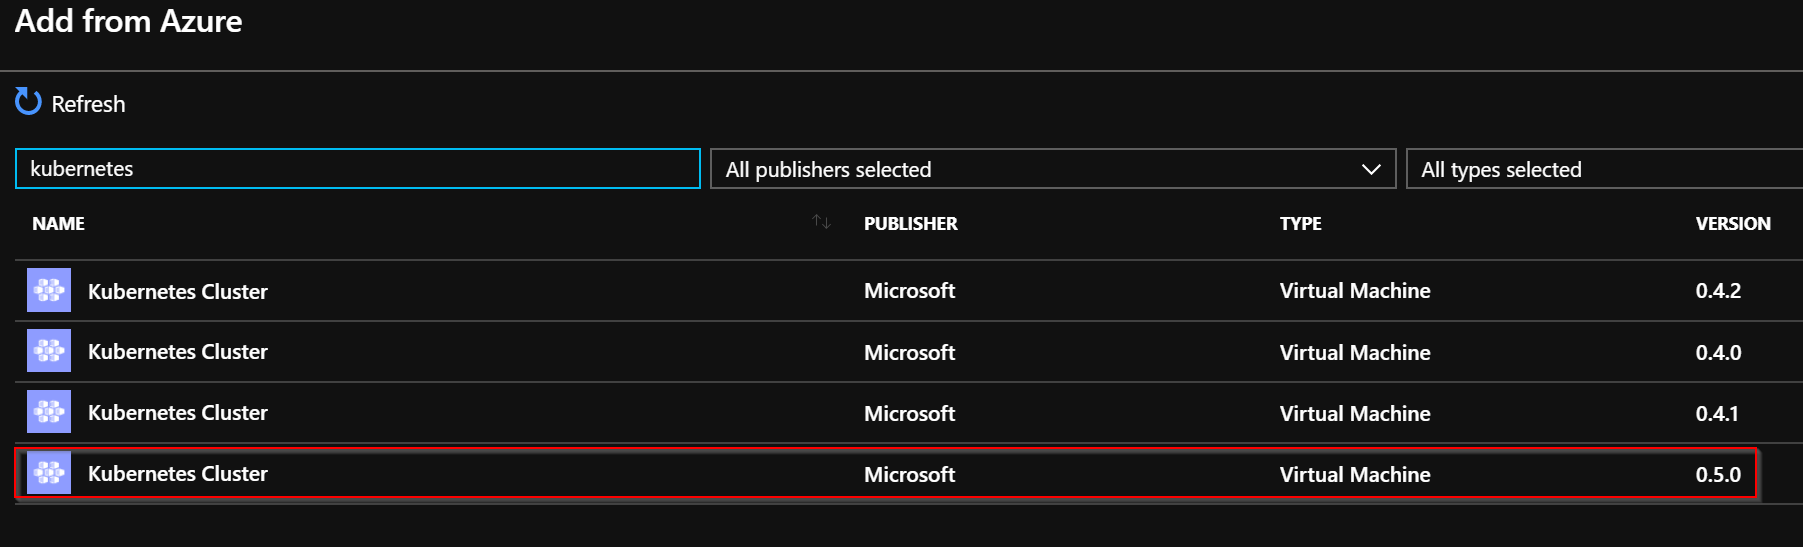 Add from Azure
Refresh
kubernetes All publishers selected All types selected
NAME PUBLISHER TYPE VERSION
Kubernetes Cluster Microsoft Virtual Machine 0.4.2
Kubernetes Cluster Microsoft Virtual Machine 0.4.0
Kubernetes Cluster Microsoft Virtual Machine 0.4.1
Kubernetes Cluster Microsoft Virtual Machine 0.5.0